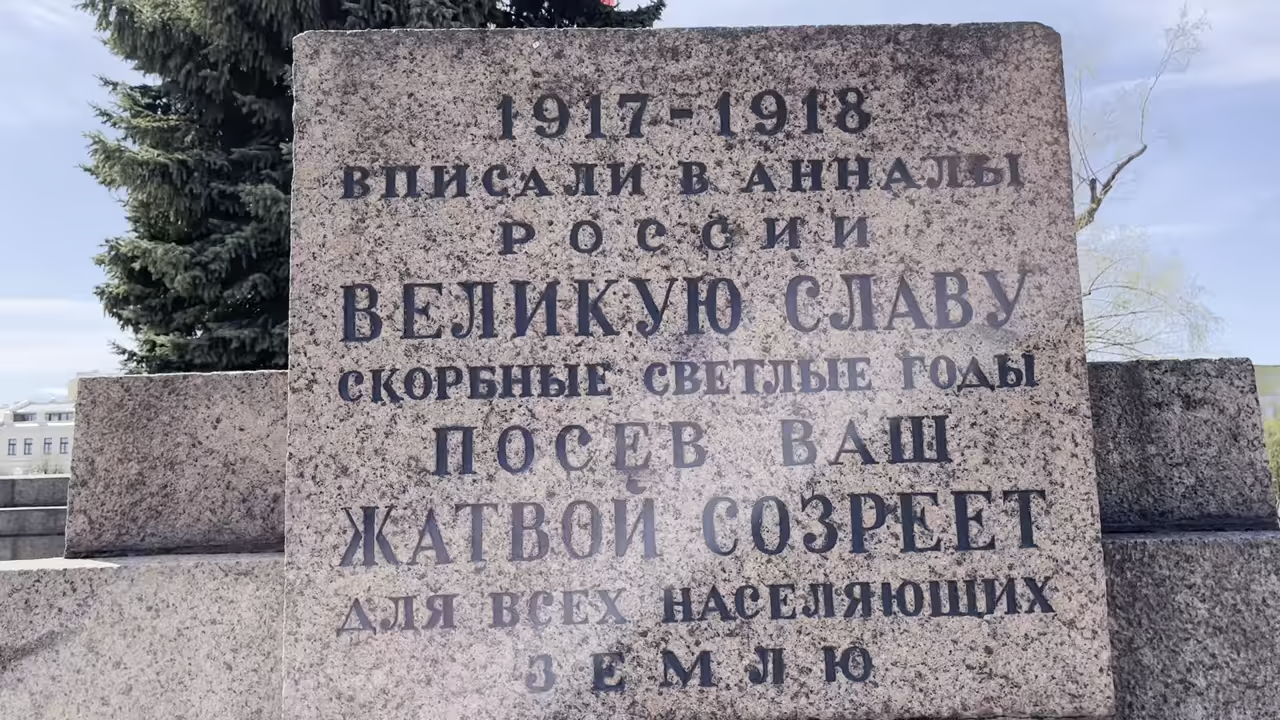 1917-1918
ВПИСАЛИ В АННАЛЫ
РОССИИ
ВЕЛИКУЮ СЛАВУ
СКОРБНЫЕ СВЕТЛЫЕ ГОДЫ
ПОСЕВ ВАШ
ЖАТВОЙ СОЗРЕЕТ
ДЛЯ ВСЕХ НАСЕЛЯЮЩИХ
ЗЕМЛЮ